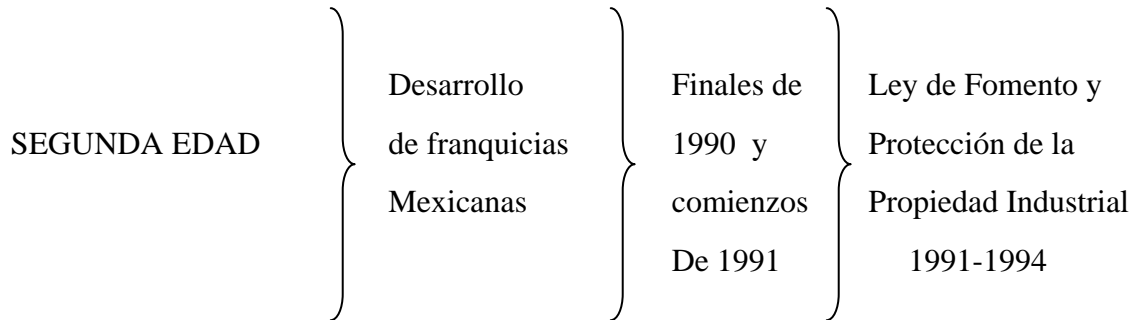 SEGUNDA EDAD
Desarrollo
de franquicias
Mexicanas
Finales de
1990 y
comienzos
De 1991
Ley de Fomento y
Protección de la
Propiedad Industrial
1991-1994